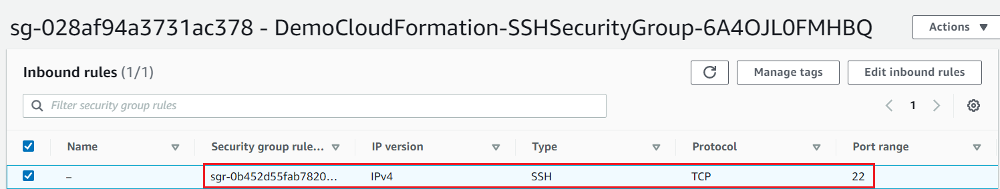 sg-028af94a3731ac378 - DemoCloudFormation-SSHSecurityGroup-6A4OJL0FMHBQ
Actions
Inbound rules (1/1)
Manage tags
Edit inbound rules
Filter security group rules
1
Name
Security group rule...
IP version
Type
Protocol
Port range
–
sgr-0b452d55fab7820...
IPv4
SSH
TCP
22